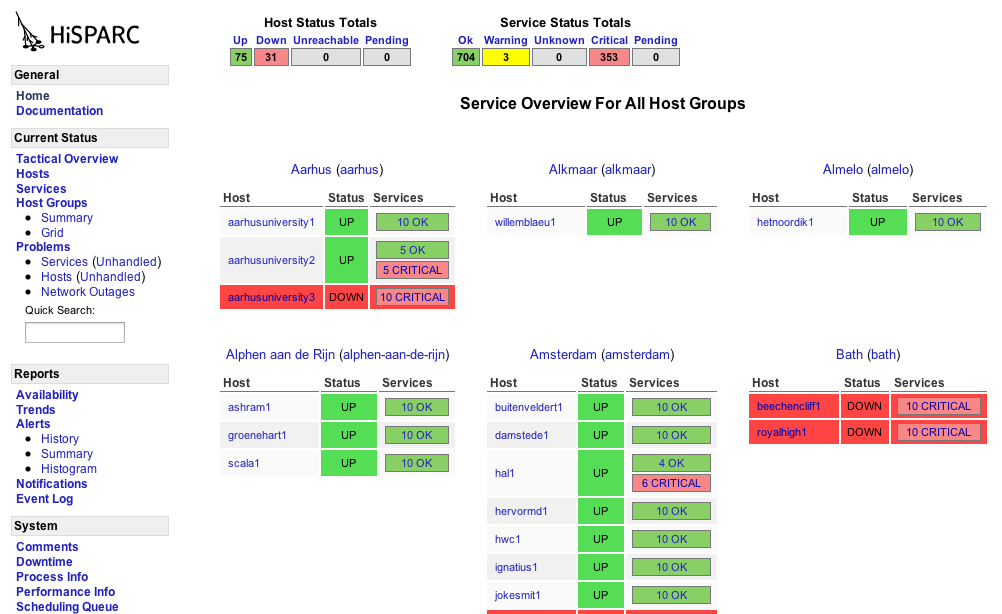 HiSPARC
General
Home
Documentation
Current Status
Tactical Overview
Hosts
Services
Host Groups
Summary
Grid
Problems
Services (Unhandled)
Hosts (Unhandled)
Network Outages
Quick Search:
Reports
Availability
Trends
Alerts
History
Summary
Histogram
Notifications
Event Log
System
Comments
Downtime
Process Info
Performance Info
Scheduling Queue
Host Status Totals
Up Down Unreachable Pending
75 31 0 0
Service Status Totals
Ok Warning Unknown Critical Pending
704 3 0 353 0
Service Overview For All Host Groups
Aarhus (aarhus)
Host Status Services
aarhusuniversity1 UP 10 OK
aarhusuniversity2 UP 5 OK
5 CRITICAL
aarhusuniversity3 DOWN 10 CRITICAL
Alkmaar (alkmaar)
Host Status Services
willemblaeu1 UP 10 OK
Almelo (almelo)
Host Status Services
hetnoordik1 UP 10 OK
Alphen aan de Rijn (alphen-aan-de-rijn)
Host Status Services
ashram1 UP 10 OK
groenehart1 UP 10 OK
scala1 UP 10 OK
Amsterdam (amsterdam)
Host Status Services
buitenveldert1 UP 10 OK
damstede1 UP 10 OK
hal1 UP 4 OK
6 CRITICAL
hervormd1 UP 10 OK
hwc1 UP 10 OK
ignatius1 UP 10 OK
jokesmit1 UP 10 OK
Bath (bath)
Host Status Services
beechencliff1 DOWN 10 CRITICAL
royalhigh1 DOWN 10 CRITICAL